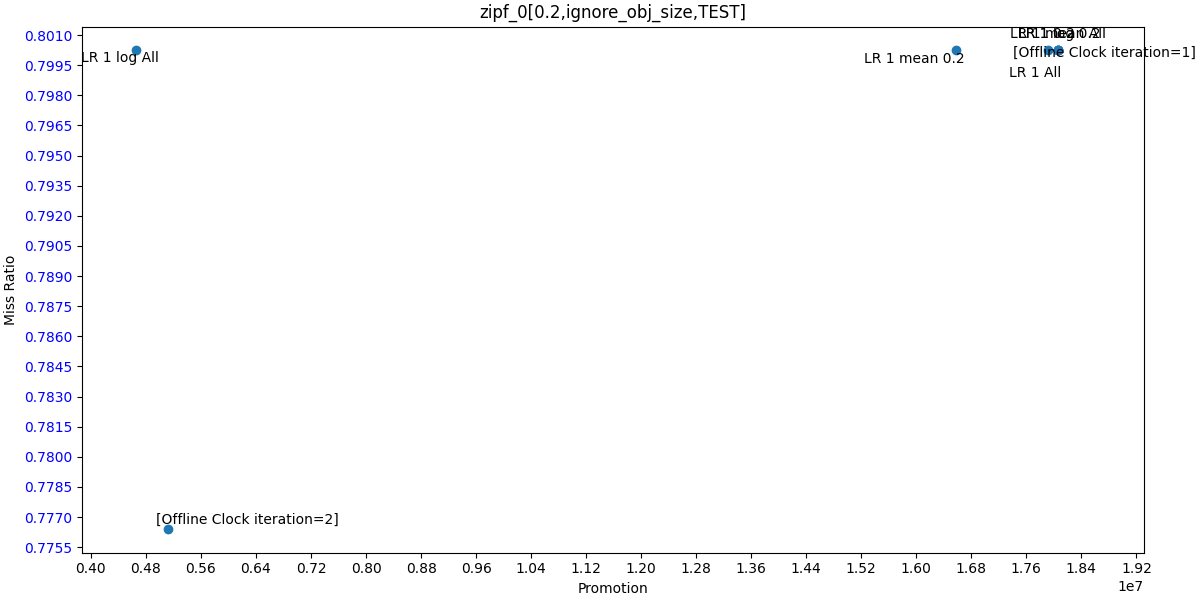 zipf_0[0.2,ignore_obj_size,TEST]
0.8010
0.7995
0.7980
0.7965
0.7950
0.7935
0.7920
0.7905
0.7890
0.7875
0.7860
0.7845
0.7830
0.7815
0.7800
0.7785
0.7770
0.7755
Miss Ratio
LR 1 log All
LR 1 mean 0.2
[Offline Clock iteration=1]
LR 1 All
[Offline Clock iteration=2]
0.40 0.48 0.56 0.64 0.72 0.80 0.88 0.96 1.04 1.12 1.20 1.28 1.36 1.44 1.52 1.60 1.68 1.76 1.84 1.92
1e7
Promotion